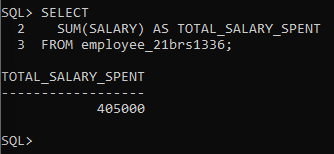 SQL> SELECT
  2    SUM(SALARY) AS TOTAL_SALARY_SPENT
  3  FROM employee_21brs1336;

TOTAL_SALARY_SPENT
------------------
            405000

SQL>